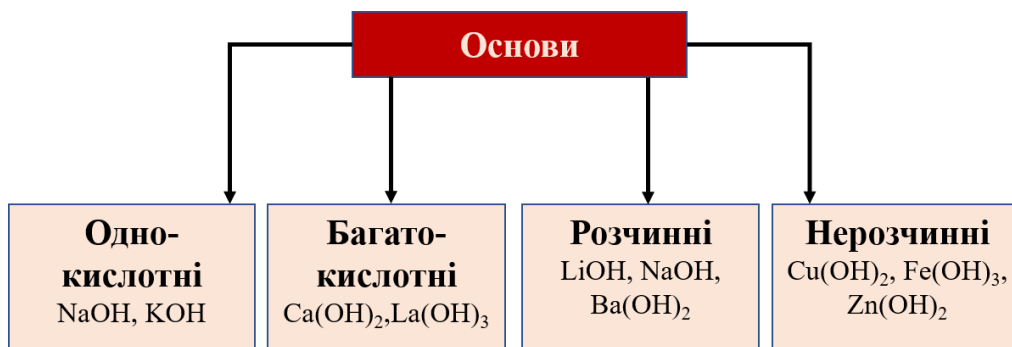 Основи
Одно-
кислотні
NaOH, KOH
Багато-
кислотні
Ca(OH)₂,La(OH)₃
Розчинні
LiOH, NaOH,
Ba(OH)₂
Нерозчинні
Cu(OH)₂, Fe(OH)₃,
Zn(OH)₂